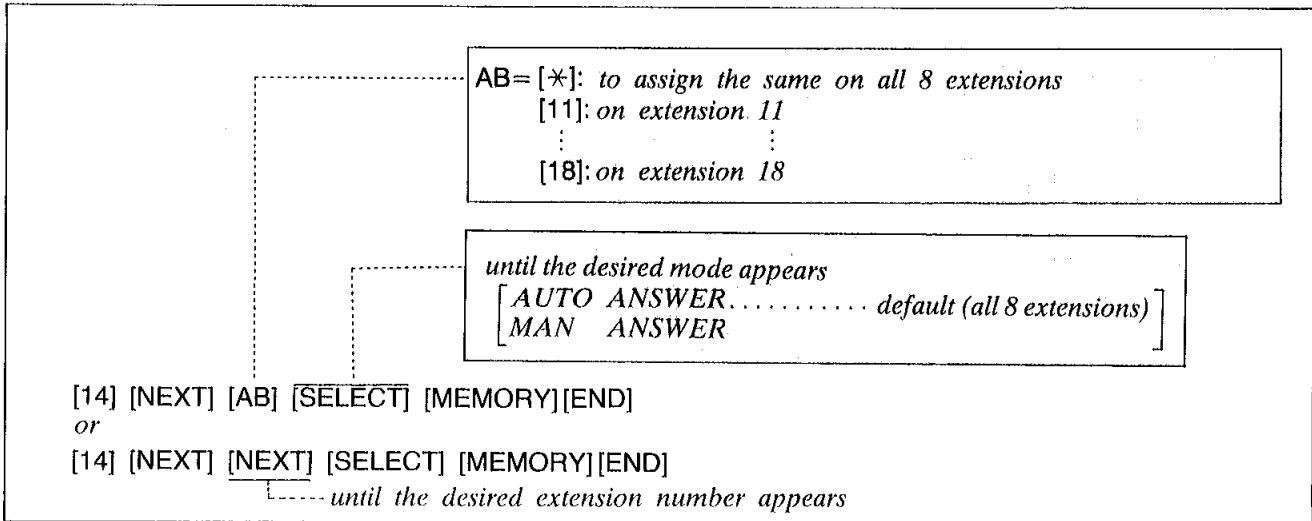 AB= [✳]: to assign the same on all 8 extensions
[11]: on extension 11
⋮ ⋮
[18]: on extension 18
until the desired mode appears
AUTO ANSWER............ default (all 8 extensions)
MAN ANSWER
[14] [NEXT] [AB] [SELECT] [MEMORY][END]
or
[14] [NEXT] [NEXT] [SELECT] [MEMORY][END]
until the desired extension number appears